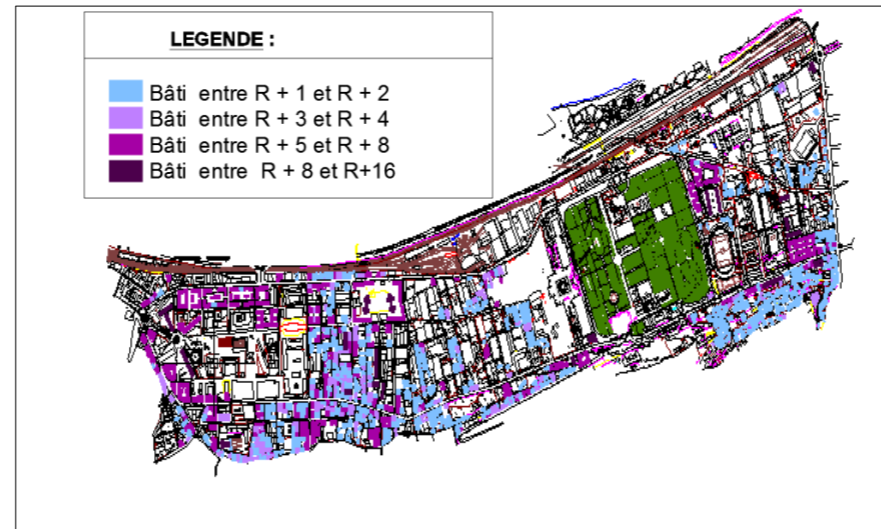 LEGENDE :
Bâti entre R + 1 et R + 2
Bâti entre R + 3 et R + 4
Bâti entre R + 5 et R + 8
Bâti entre R + 8 et R+16